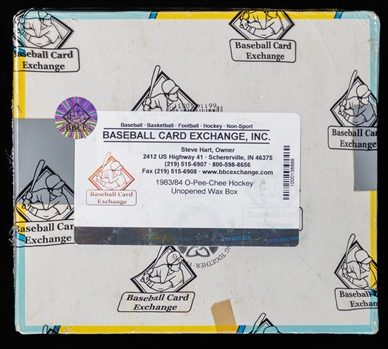 Baseball Card
Exchange
Baseball Card
Exchange
BBCE
Baseball · Basketball · Football · Hockey · Non-Sport
BASEBALL CARD EXCHANGE, INC.
Steve Hart, Owner
2412 US Highway 41 · Schererville, IN 46375
(219) 515-6907 · 800-598-8656
Fax (219) 515-6908 · www.bbcexchange.com
Baseball Card
Exchange
1983/84 O-Pee-Chee Hockey
Unopened Wax Box
Baseball Card
Exchange
Baseball Card
Exchange
Baseball Card
Exchange